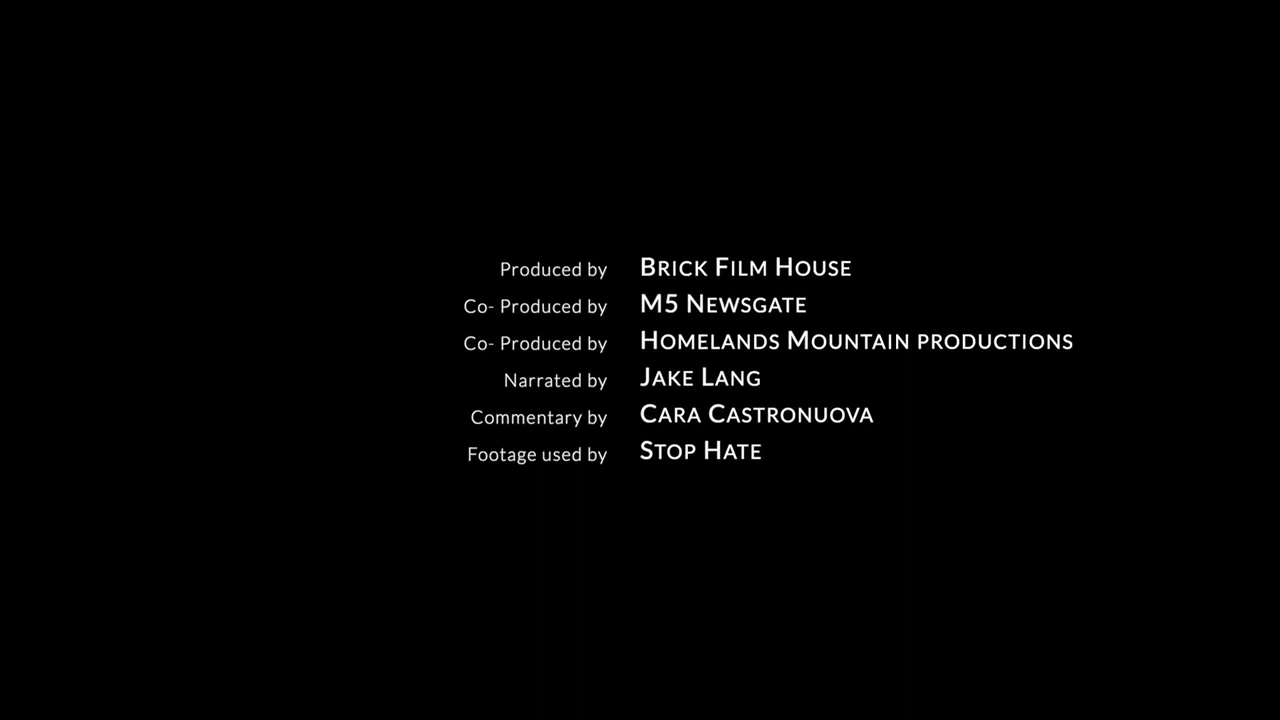 Produced by Brick Film House
Co- Produced by M5 Newsgate
Co- Produced by Homelands Mountain productions
Narrated by Jake Lang
Commentary by Cara Castronuova
Footage used by Stop Hate